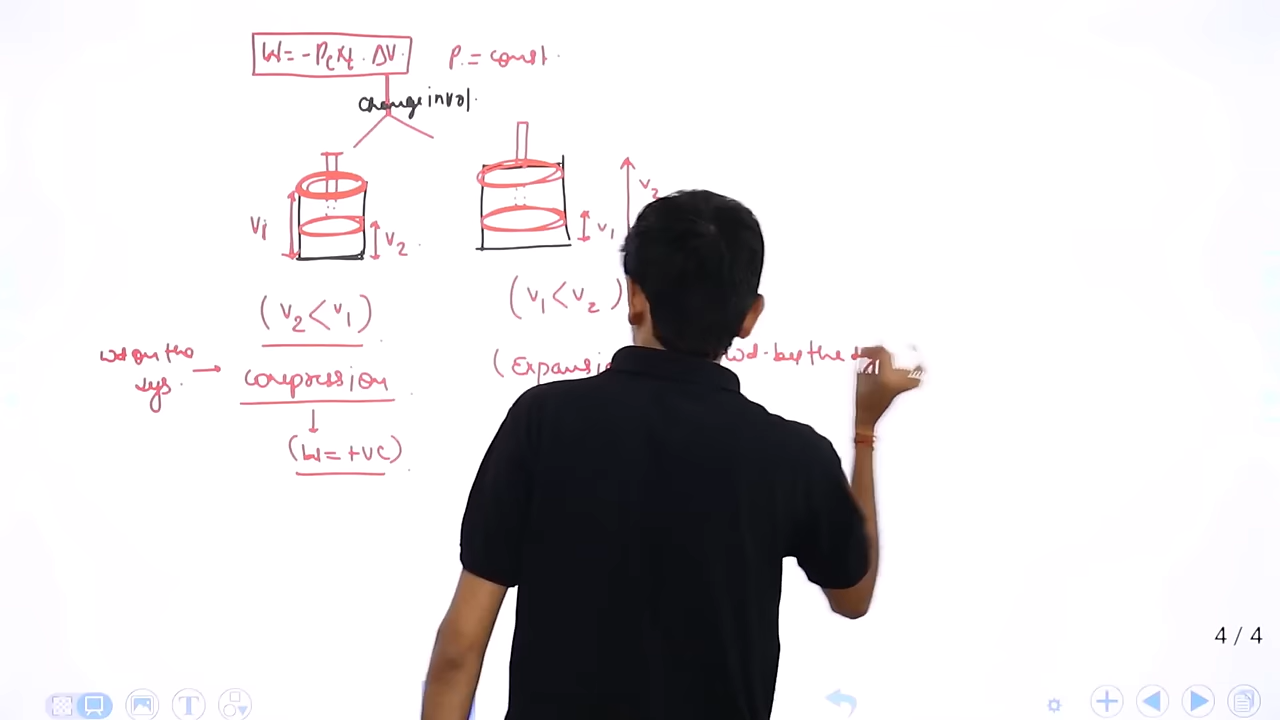 W = -Pext. ΔV. P. = const.
change in vol.
V1
V2
V1
V2
(V2 < V1)
(V1 < V2)
wd on the
sys. →
compression
(Expansi
wd. by the
(W = +VC)
4 / 4
T